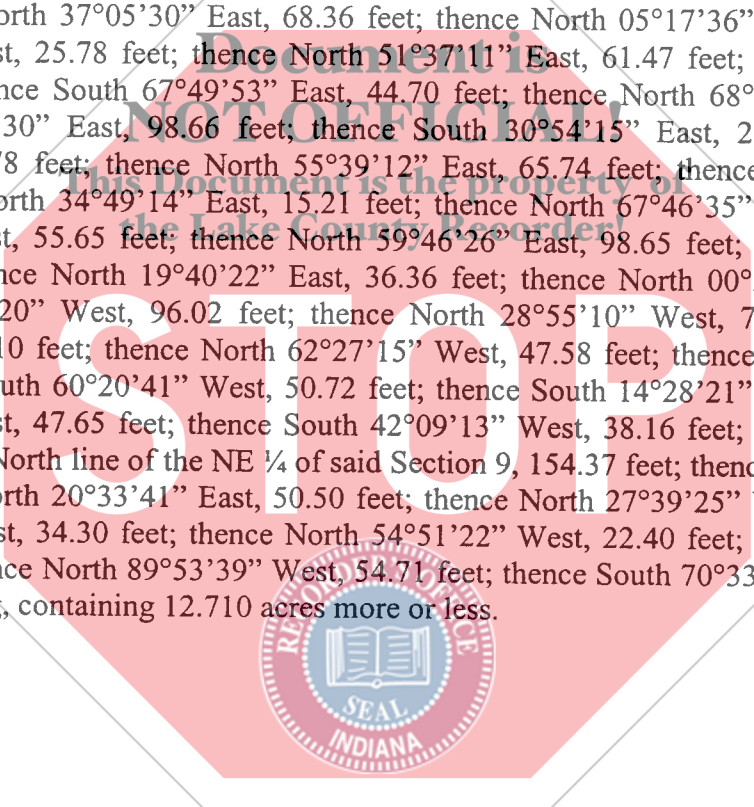 orth 37°05'30” East, 68.36 feet; thence North 05°17'36”
st, 25.78 feet; thence North 51°37'11” East, 61.47 feet;
nce South 67°49'53” East, 44.70 feet; thence North 68°
30” East, 98.66 feet; thence South 30°54'15” East, 2
78 feet; thence North 55°39'12” East, 65.74 feet; thence
orth 34°49'14” East, 15.21 feet; thence North 67°46'35”
st, 55.65 feet; thence North 59°46'26” East, 98.65 feet;
nce North 19°40'22” East, 36.36 feet; thence North 00°
20” West, 96.02 feet; thence North 28°55'10” West, 7
10 feet; thence North 62°27'15” West, 47.58 feet; thence
uth 60°20'41” West, 50.72 feet; thence South 14°28'21”
st, 47.65 feet; thence South 42°09'13” West, 38.16 feet;
North line of the NE ¼ of said Section 9, 154.37 feet; thenc
rth 20°33'41” East, 50.50 feet; thence North 27°39'25”
st, 34.30 feet; thence North 54°51'22” West, 22.40 feet;
nce North 89°53'39” West, 54.71 feet; thence South 70°33
, containing 12.710 acres more or less.
Document is
NOT OFFICIAL!
This Document is the property of
the Lake County Recorder!
STOP
RECORDER'S OFFICE
SEAL
INDIANA